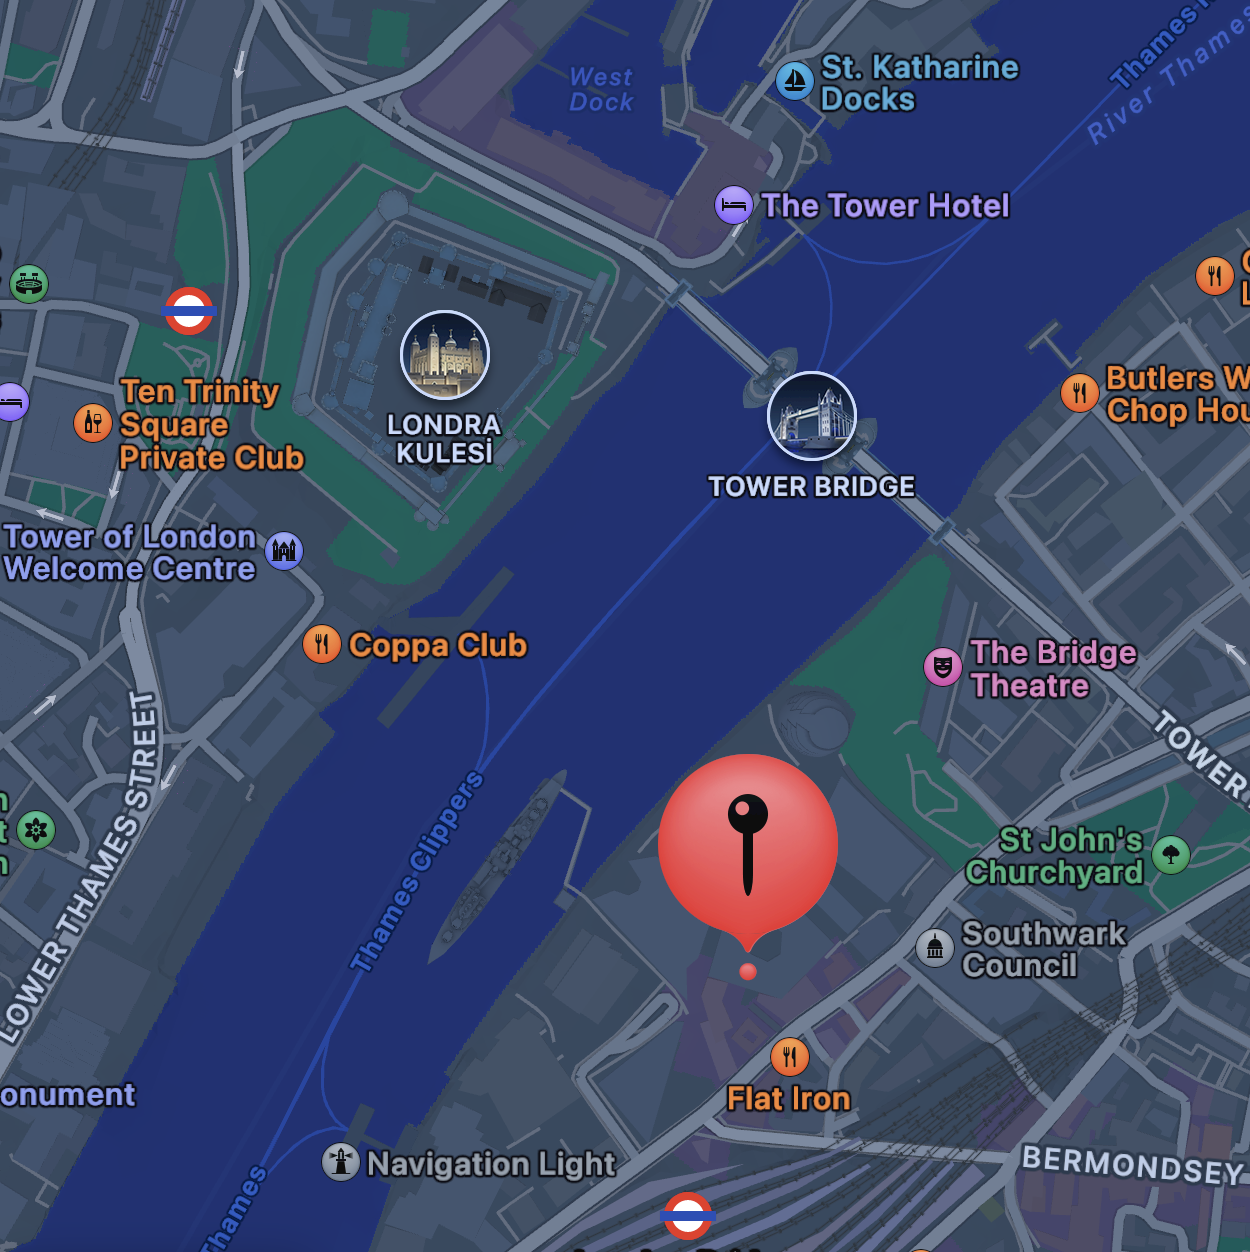 West
Dock
St. Katharine
Docks
Thames
River Thames
The Tower Hotel
Ten Trinity
Square
Private Club
LONDRA
KULESİ
TOWER BRIDGE
Butlers W
Chop Hou
Tower of London
Welcome Centre
Coppa Club
The Bridge
Theatre
TOWER
LOWER THAMES STREET
Thames Clippers
St John's
Churchyard
Southwark
Council
Flat Iron
onument
Navigation Light
BERMONDSEY
Thames